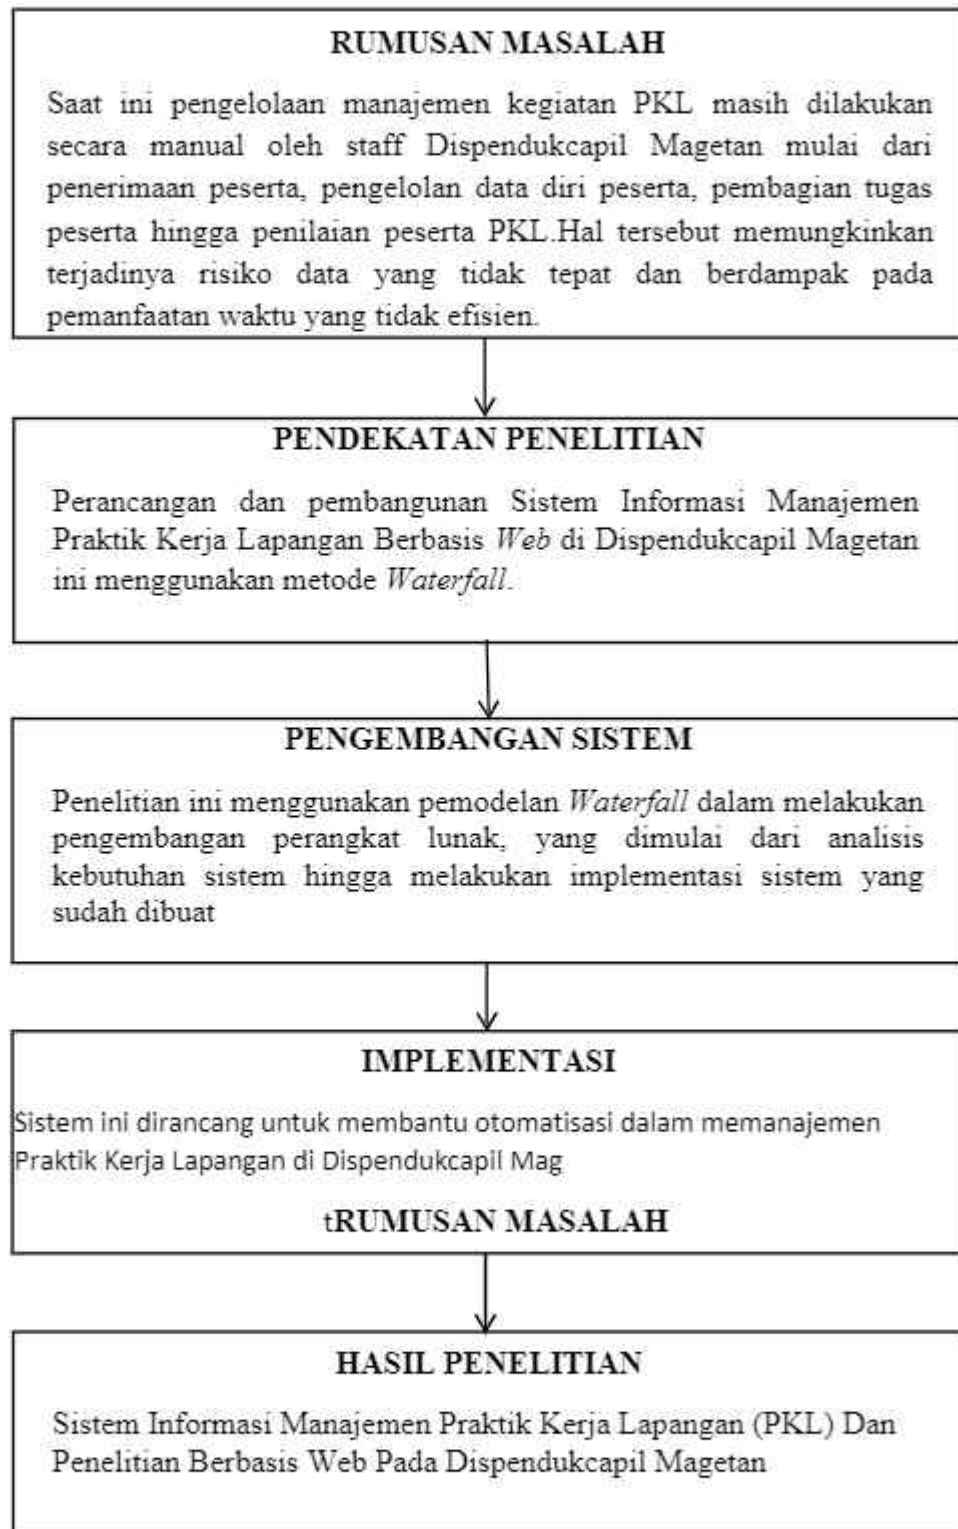 RUMUSAN MASALAH
Saat ini pengelolaan manajemen kegiatan PKL masih dilakukan
secara manual oleh staff Dispendukcapil Magetan mulai dari
penerimaan peserta, pengelolan data diri peserta, pembagian tugas
peserta hingga penilaian peserta PKL.Hal tersebut memungkinkan
terjadinya risiko data yang tidak tepat dan berdampak pada
pemanfaatan waktu yang tidak efisien.
PENDEKATAN PENELITIAN
Perancangan dan pembangunan Sistem Informasi Manajemen
Praktik Kerja Lapangan Berbasis Web di Dispendukcapil Magetan
ini menggunakan metode Waterfall.
PENGEMBANGAN SISTEM
Penelitian ini menggunakan pemodelan Waterfall dalam melakukan
pengembangan perangkat lunak, yang dimulai dari analisis
kebutuhan sistem hingga melakukan implementasi sistem yang
sudah dibuat
IMPLEMENTASI
Sistem ini dirancang untuk membantu otomatisasi dalam memanajemen
Praktik Kerja Lapangan di Dispendukcapil Mag
tRUMUSAN MASALAH
HASIL PENELITIAN
Sistem Informasi Manajemen Praktik Kerja Lapangan (PKL) Dan
Penelitian Berbasis Web Pada Dispendukcapil Magetan